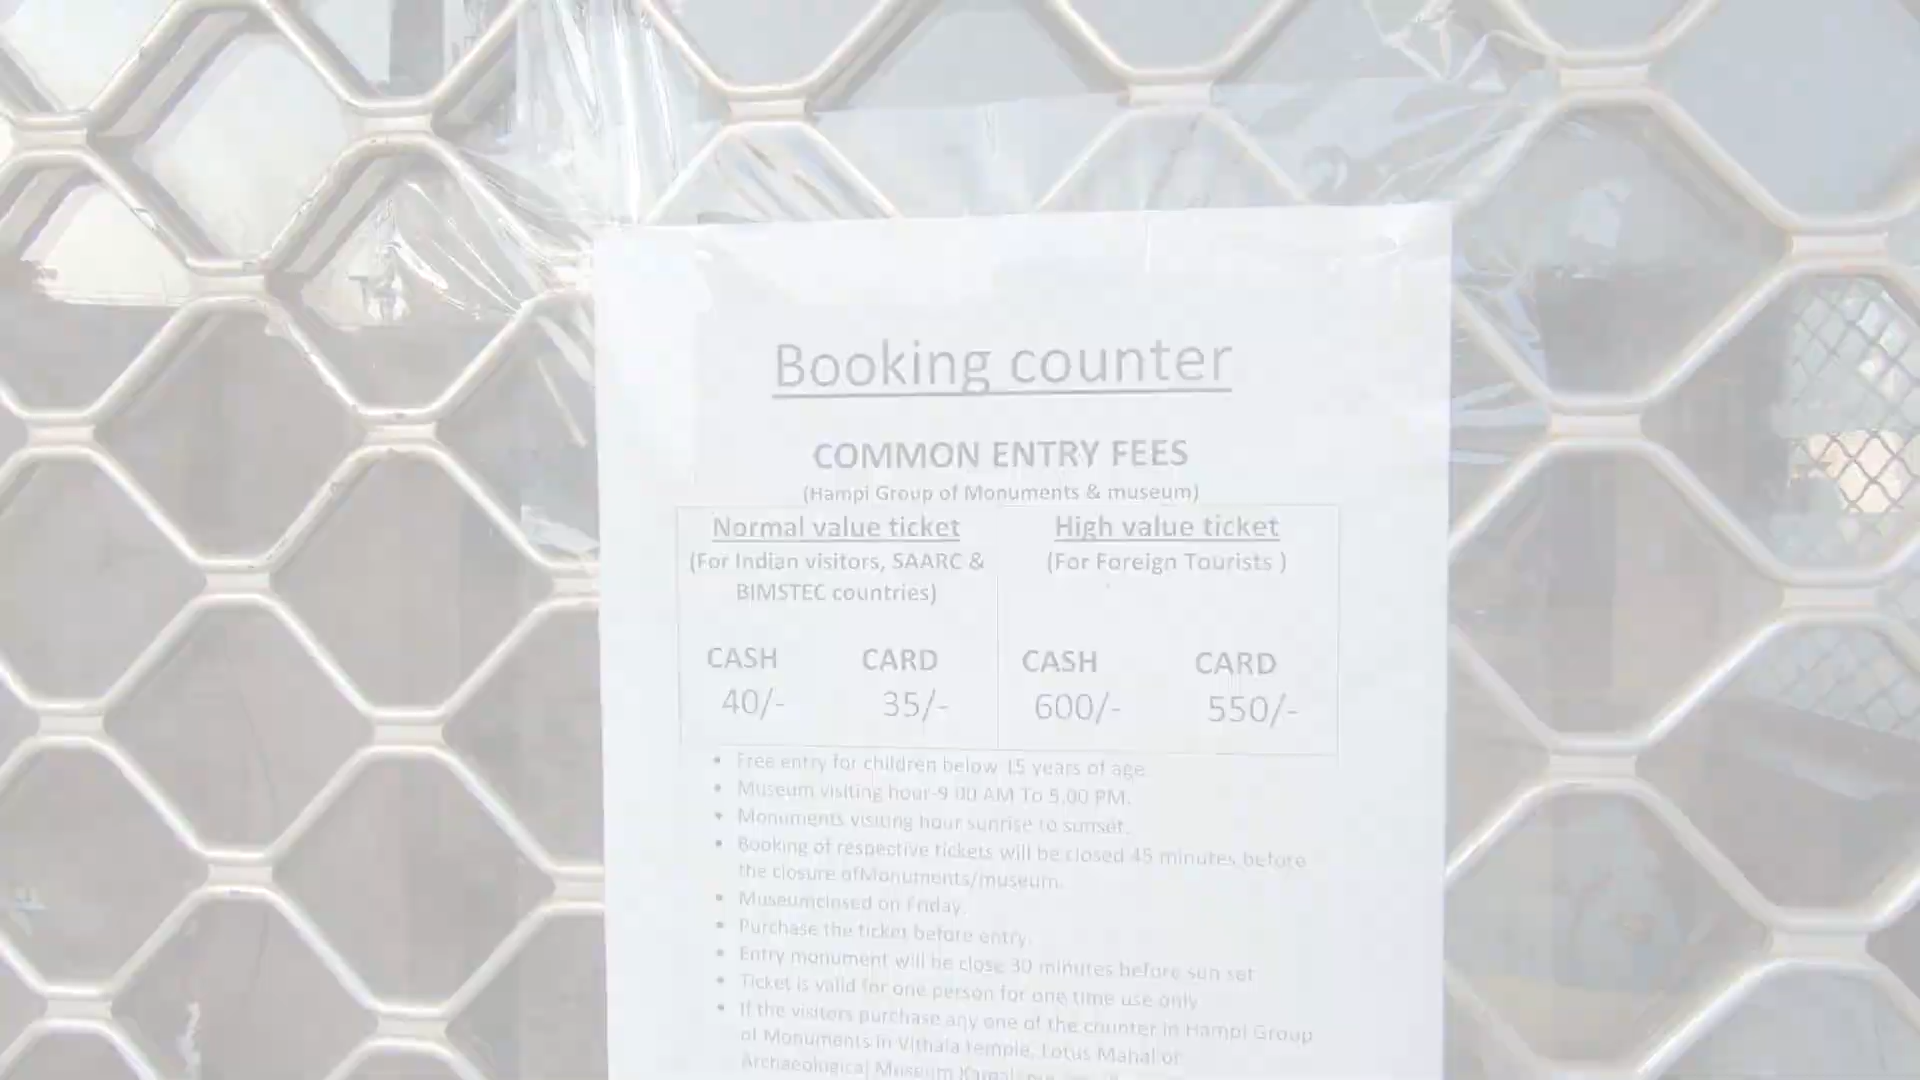 Booking counter
COMMON ENTRY FEES
(Hampi Group of Monuments & museum)
Normal value ticket
(For Indian visitors, SAARC &
BIMSTEC countries)
High value ticket
(For Foreign Tourists )
CASH CARD
40/- 35/-
CASH CARD
600/- 550/-
• Free entry for children below 15 years of age
• Museum visiting hour-9.00 AM To 5.00 PM.
• Monuments visiting hour sunrise to sunset.
• Booking of respective tickets will be closed 45 minutes before
the closure ofMonuments/museum.
• Museumclosed on Friday.
• Purchase the ticket before entry.
• Entry monument will be close 30 minutes before sun set
• Ticket is valid for one person for one time use only
• If the visitors purchase any one of the counter in Hampi Group
of Monuments in Vithala temple, Lotus Mahal or
Archaeological Museum